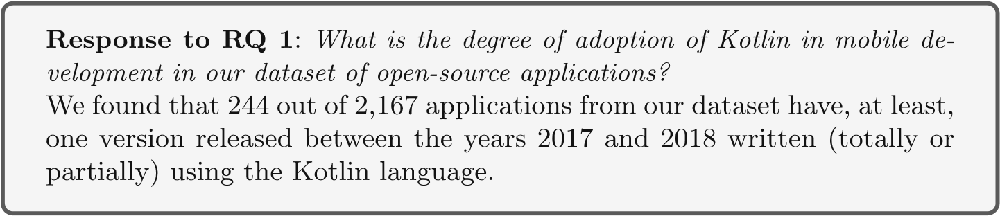 Response to RQ 1: What is the degree of adoption of Kotlin in mobile de-
velopment in our dataset of open-source applications?
We found that 244 out of 2,167 applications from our dataset have, at least,
one version released between the years 2017 and 2018 written (totally or
partially) using the Kotlin language.